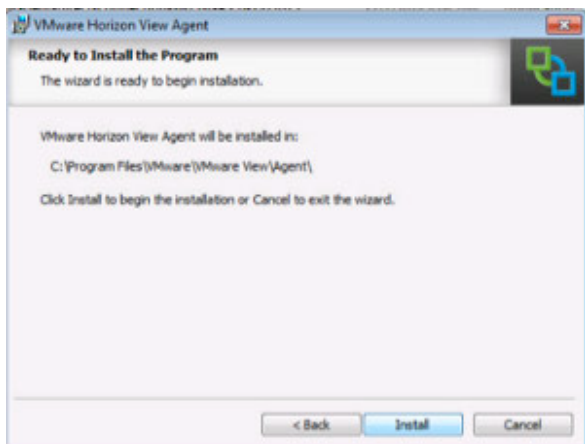 VMware Horizon View Agent
Ready to Install the Program
The wizard is ready to begin installation.
VMware Horizon View Agent will be installed in:
C:\Program Files\VMware\VMware View\Agent\
Click Install to begin the installation or Cancel to exit the wizard.
< Back Install Cancel